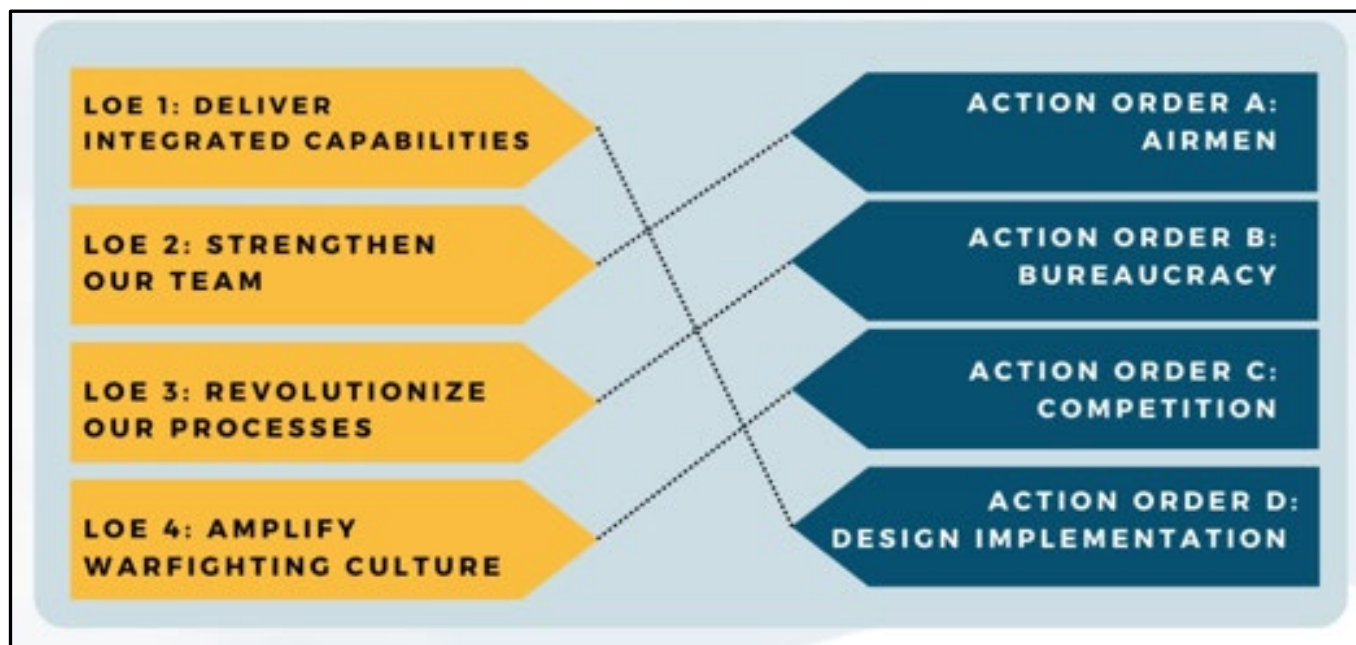 LOE 1: DELIVER
INTEGRATED CAPABILITIES
LOE 2: STRENGTHEN
OUR TEAM
LOE 3: REVOLUTIONIZE
OUR PROCESSES
LOE 4: AMPLIFY
WARFIGHTING CULTURE
ACTION ORDER A:
AIRMEN
ACTION ORDER B:
BUREAUCRACY
ACTION ORDER C:
COMPETITION
ACTION ORDER D:
DESIGN IMPLEMENTATION